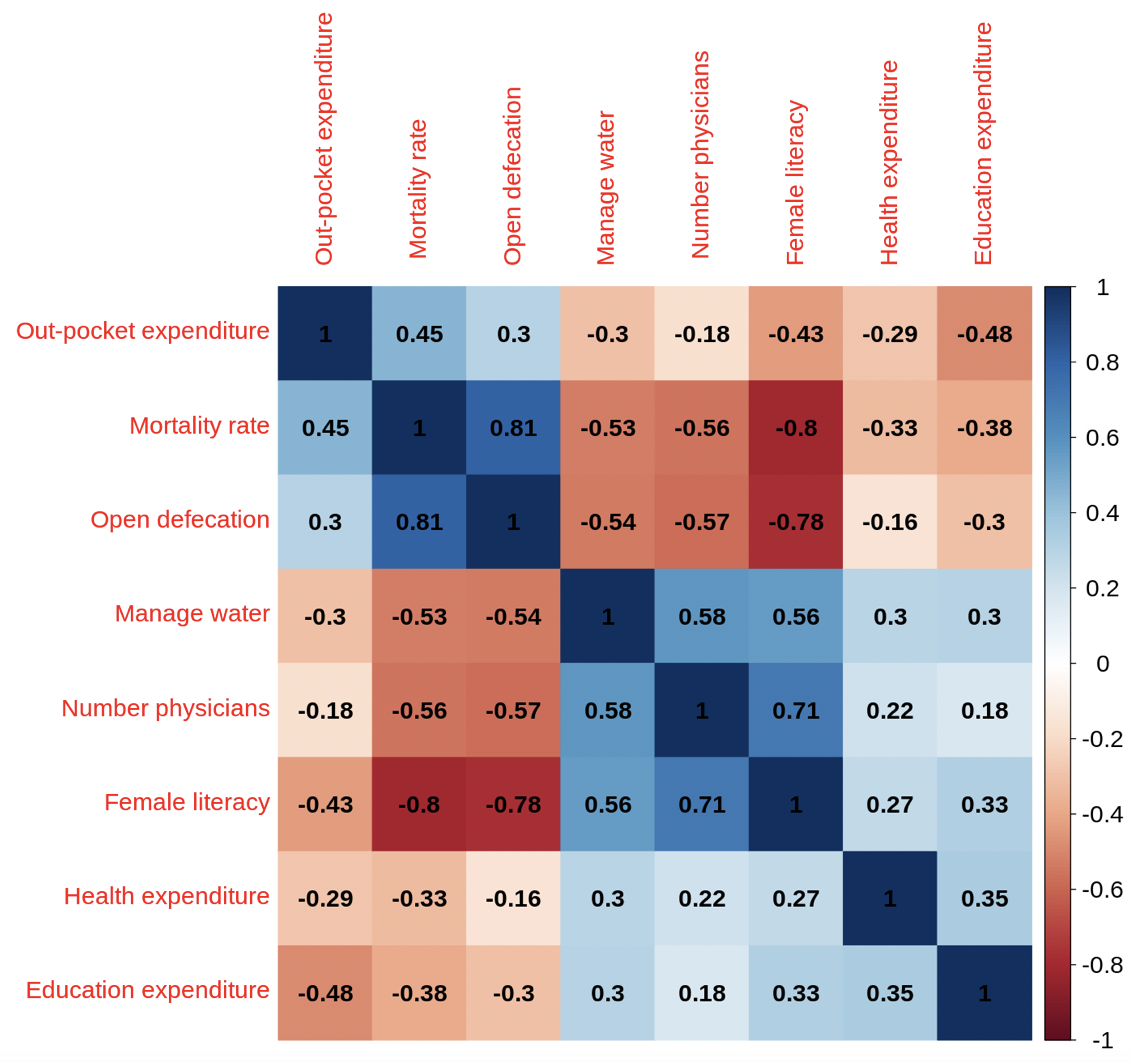 Out-pocket expenditure
Mortality rate
Open defecation
Manage water
Number physicians
Female literacy
Health expenditure
Education expenditure
Out-pocket expenditure 1 0.45 0.3 -0.3 -0.18 -0.43 -0.29 -0.48
Mortality rate 0.45 1 0.81 -0.53 -0.56 -0.8 -0.33 -0.38
Open defecation 0.3 0.81 1 -0.54 -0.57 -0.78 -0.16 -0.3
Manage water -0.3 -0.53 -0.54 1 0.58 0.56 0.3 0.3
Number physicians -0.18 -0.56 -0.57 0.58 1 0.71 0.22 0.18
Female literacy -0.43 -0.8 -0.78 0.56 0.71 1 0.27 0.33
Health expenditure -0.29 -0.33 -0.16 0.3 0.22 0.27 1 0.35
Education expenditure -0.48 -0.38 -0.3 0.3 0.18 0.33 0.35 1
1
0.8
0.6
0.4
0.2
0
-0.2
-0.4
-0.6
-0.8
-1